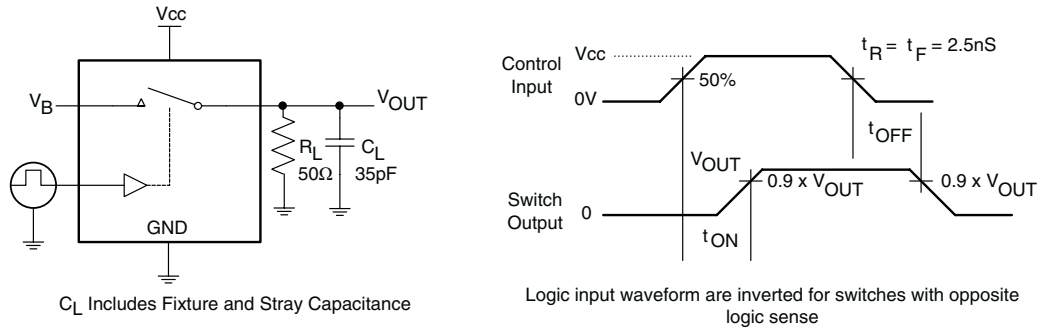 Vcc
VB
VOUT
RL
50Ω
CL
35pF
GND
CL Includes Fixture and Stray Capacitance
Control
Input
Vcc
0V
50%
tR = tF = 2.5nS
tOFF
Switch
Output
0
VOUT
0.9 x VOUT
0.9 x VOUT
tON
Logic input waveform are inverted for switches with opposite
logic sense